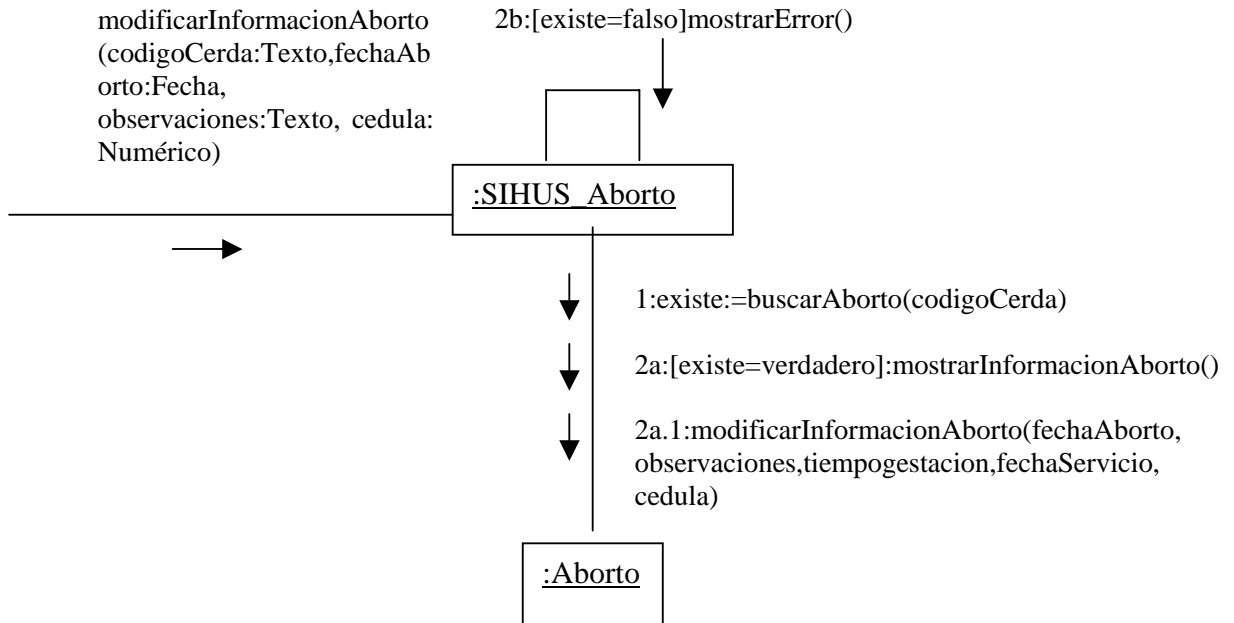 modificarInformacionAborto
(codigoCerda:Texto,fechaAb
orto:Fecha,
observaciones:Texto, cedula:
Numérico)
2b:[existe=falso]mostrarError()
:SIHUS_Aborto
1:existe:=buscarAborto(codigoCerda)
2a:[existe=verdadero]:mostrarInformacionAborto()
2a.1:modificarInformacionAborto(fechaAborto,
observaciones,tiempogestacion,fechaServicio,
cedula)
:Aborto